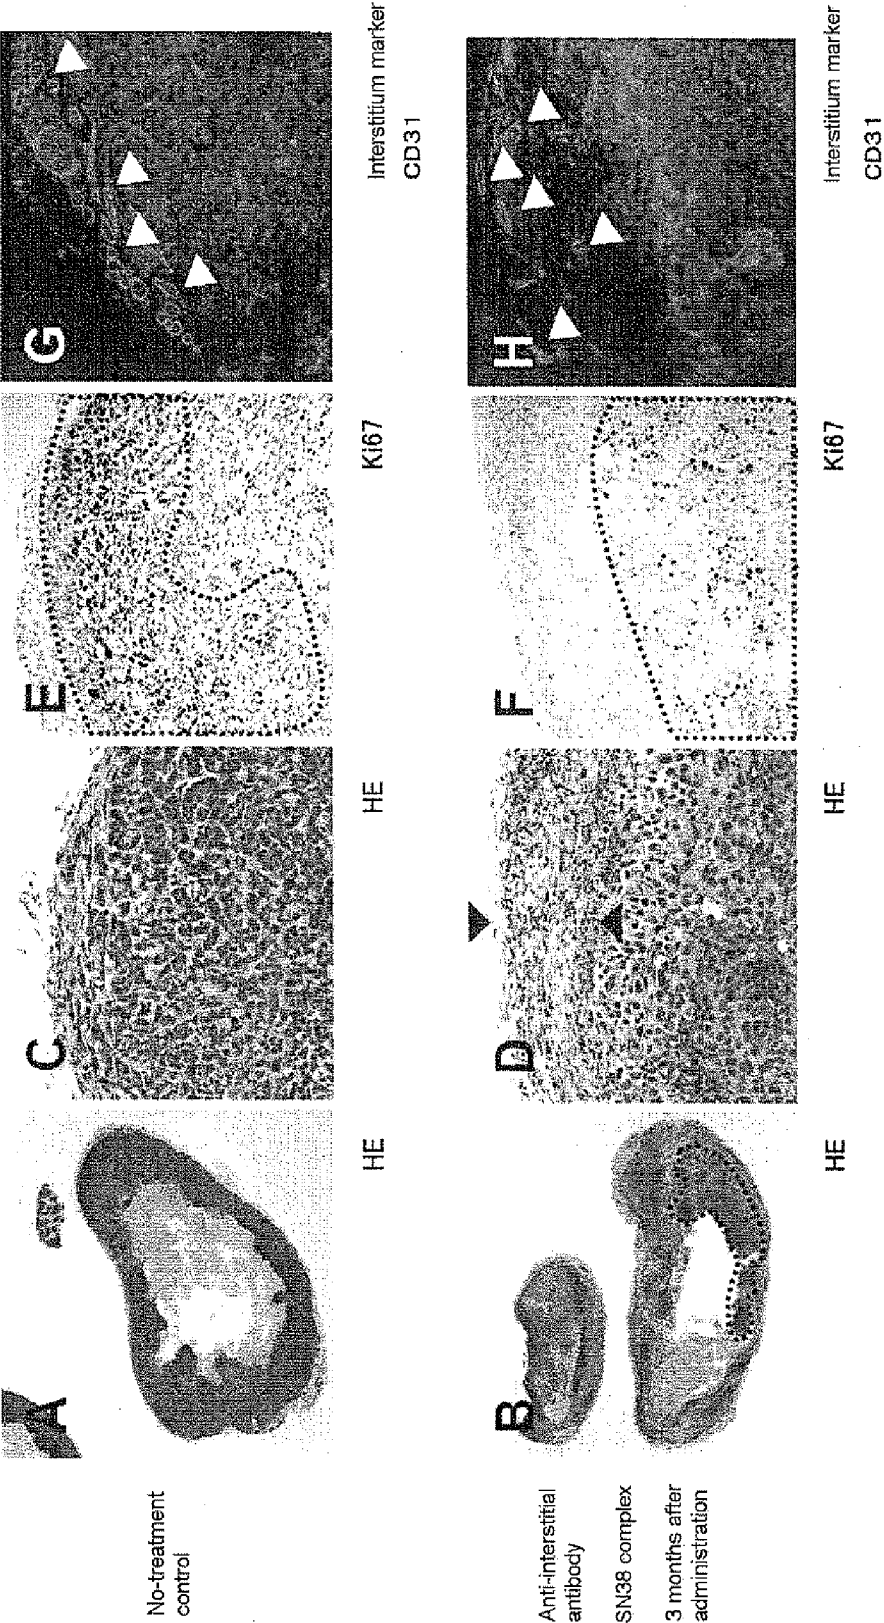 No-treatment
control
A
HE
C
HE
E
Ki67
G
Interstitium marker
CD31
Anti-interstitial
antibody
SN38 complex
3 months after
administration
B
HE
D
HE
F
Ki67
H
Interstitium marker
CD31